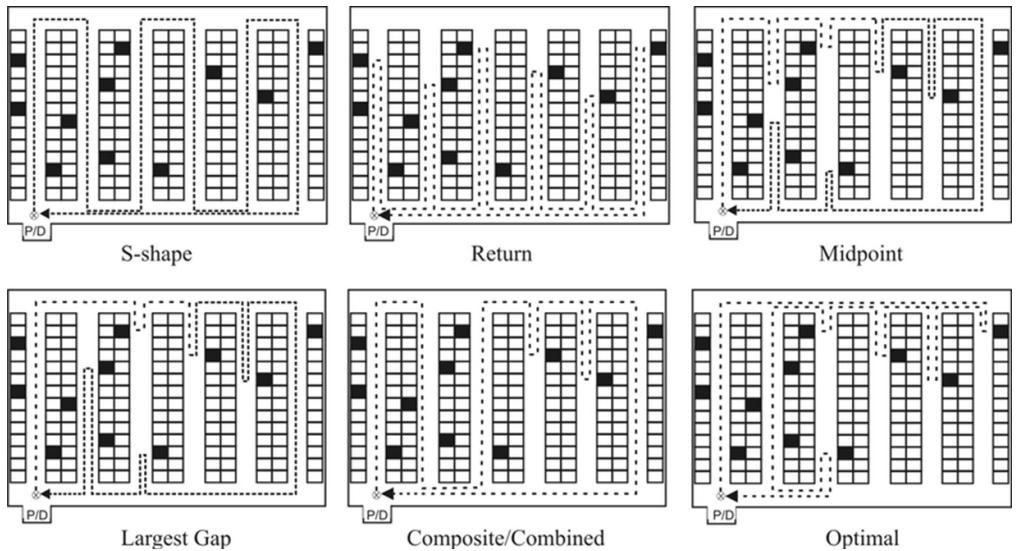 P/D
P/D
P/D
S-shape
Return
Midpoint
P/D
P/D
P/D
Largest Gap
Composite/Combined
Optimal